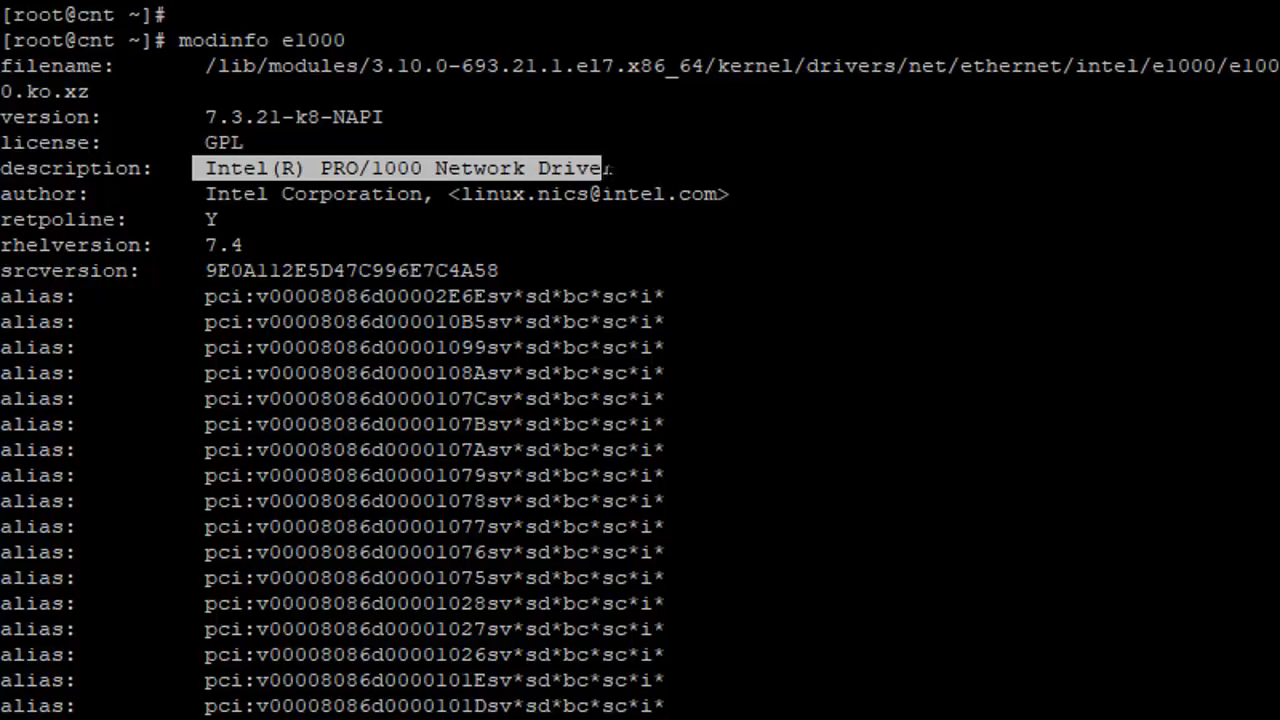 [root@cnt ~]#
[root@cnt ~]# modinfo e1000
filename:       /lib/modules/3.10.0-693.21.1.el7.x86_64/kernel/drivers/net/ethernet/intel/e1000/e100
0.ko.xz
version:        7.3.21-k8-NAPI
license:        GPL
description:    Intel(R) PRO/1000 Network Driver
author:         Intel Corporation, <linux.nics@intel.com>
retpoline:      Y
rhelversion:    7.4
srcversion:     9E0A112E5D47C996E7C4A58
alias:          pci:v00008086d00002E6Esv*sd*bc*sc*i*
alias:          pci:v00008086d000010B5sv*sd*bc*sc*i*
alias:          pci:v00008086d00001099sv*sd*bc*sc*i*
alias:          pci:v00008086d0000108Asv*sd*bc*sc*i*
alias:          pci:v00008086d0000107Csv*sd*bc*sc*i*
alias:          pci:v00008086d0000107Bsv*sd*bc*sc*i*
alias:          pci:v00008086d0000107Asv*sd*bc*sc*i*
alias:          pci:v00008086d00001079sv*sd*bc*sc*i*
alias:          pci:v00008086d00001078sv*sd*bc*sc*i*
alias:          pci:v00008086d00001077sv*sd*bc*sc*i*
alias:          pci:v00008086d00001076sv*sd*bc*sc*i*
alias:          pci:v00008086d00001075sv*sd*bc*sc*i*
alias:          pci:v00008086d00001028sv*sd*bc*sc*i*
alias:          pci:v00008086d00001027sv*sd*bc*sc*i*
alias:          pci:v00008086d00001026sv*sd*bc*sc*i*
alias:          pci:v00008086d0000101Esv*sd*bc*sc*i*
alias:          pci:v00008086d0000101Dsv*sd*bc*sc*i*